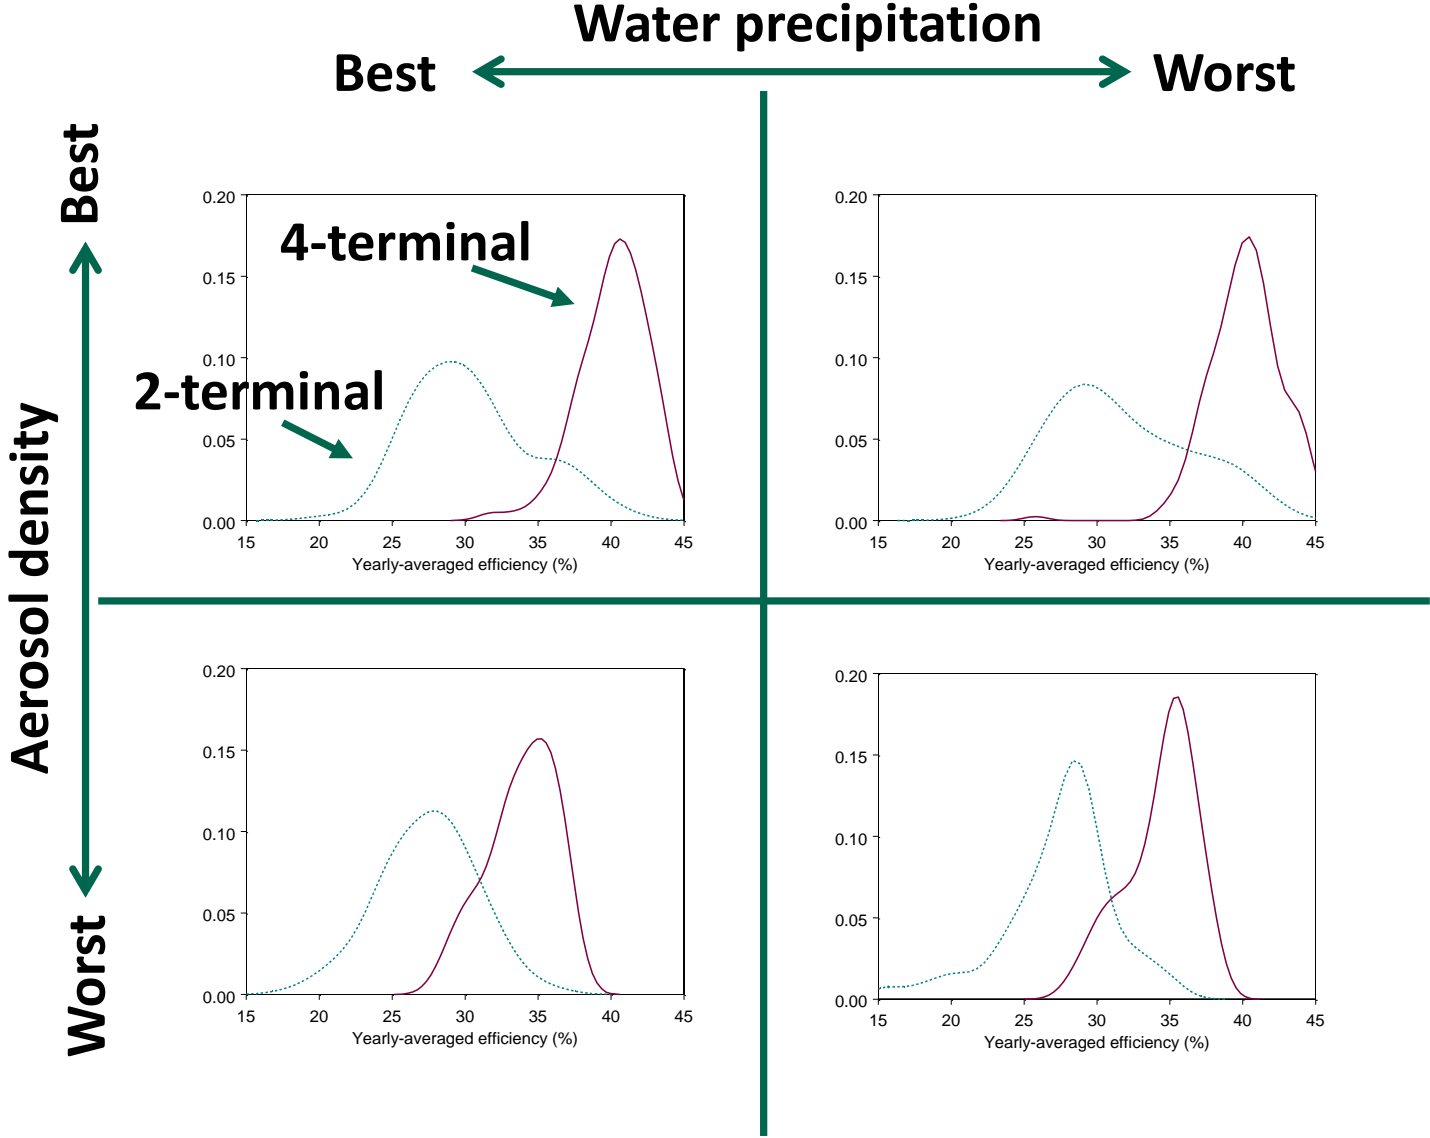 Water precipitation
Best
Worst
Aerosol density
Best
Worst
4-terminal
2-terminal
0.20
0.15
0.10
0.05
0.00
15 20 25 30 35 40 45
Yearly-averaged efficiency (%)
0.20
0.15
0.10
0.05
0.00
15 20 25 30 35 40 45
Yearly-averaged efficiency (%)
0.20
0.15
0.10
0.05
0.00
15 20 25 30 35 40 45
Yearly-averaged efficiency (%)
0.20
0.15
0.10
0.05
0.00
15 20 25 30 35 40 45
Yearly-averaged efficiency (%)